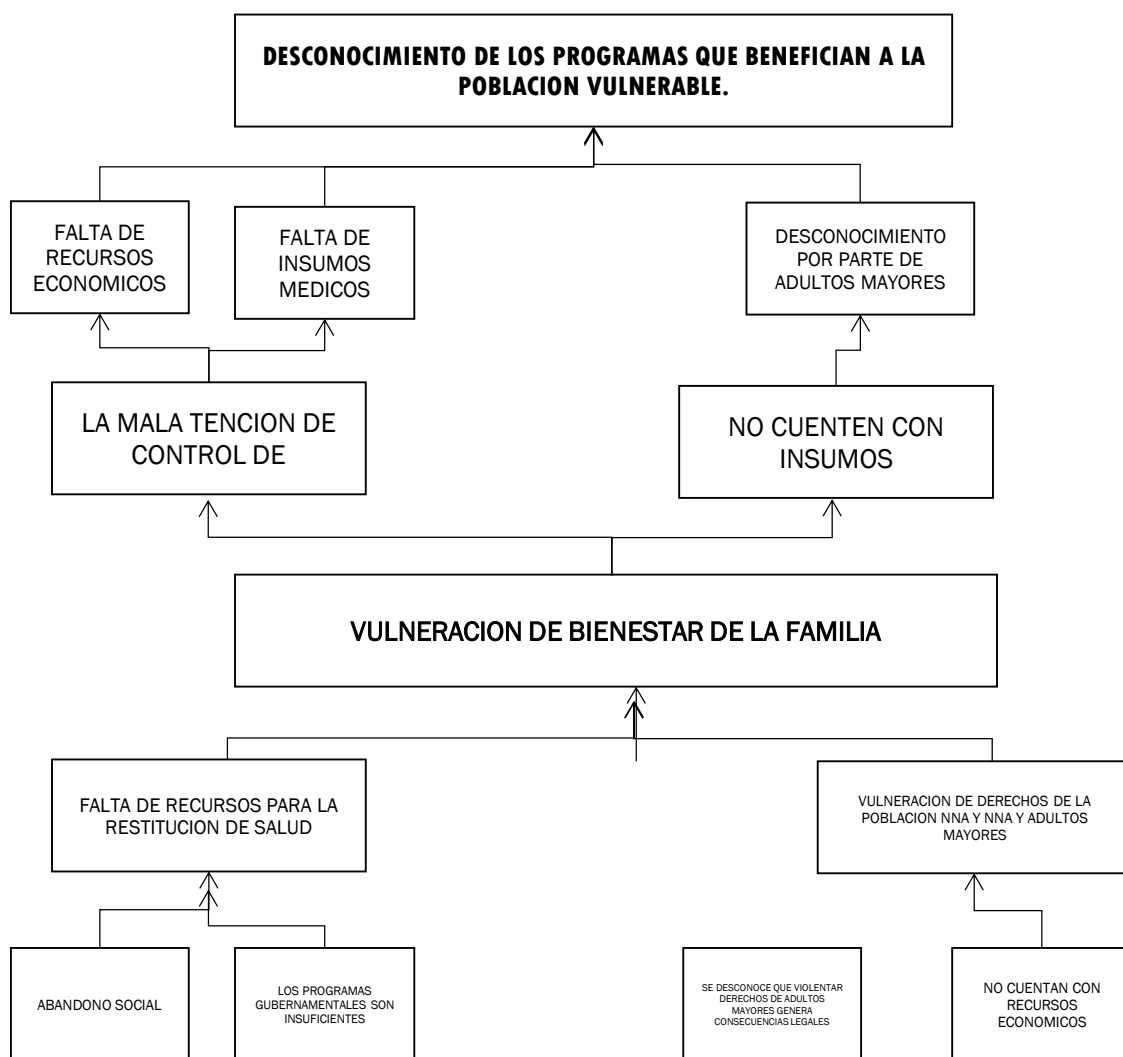 DESCONOCIMIENTO DE LOS PROGRAMAS QUE BENEFICIAN A LA
POBLACION VULNERABLE.
FALTA DE
RECURSOS
ECONOMICOS
FALTA DE
INSUMOS
MEDICOS
DESCONOCIMIENTO
POR PARTE DE
ADULTOS MAYORES
LA MALA TENCION DE
CONTROL DE
NO CUENTEN CON
INSUMOS
VULNERACION DE BIENESTAR DE LA FAMILIA
FALTA DE RECURSOS PARA LA
RESTITUCION DE SALUD
VULNERACION DE DERECHOS DE LA
POBLACION NNA Y NNA Y ADULTOS
MAYORES
ABANDONO SOCIAL
LOS PROGRAMAS
GUBERNAMENTALES SON
INSUFICIENTES
SE DESCONOCE QUE VIOLENTAR
DERECHOS DE ADULTOS
MAYORES GENERA
CONSECUENCIAS LEGALES
NO CUENTAN CON
RECURSOS
ECONOMICOS